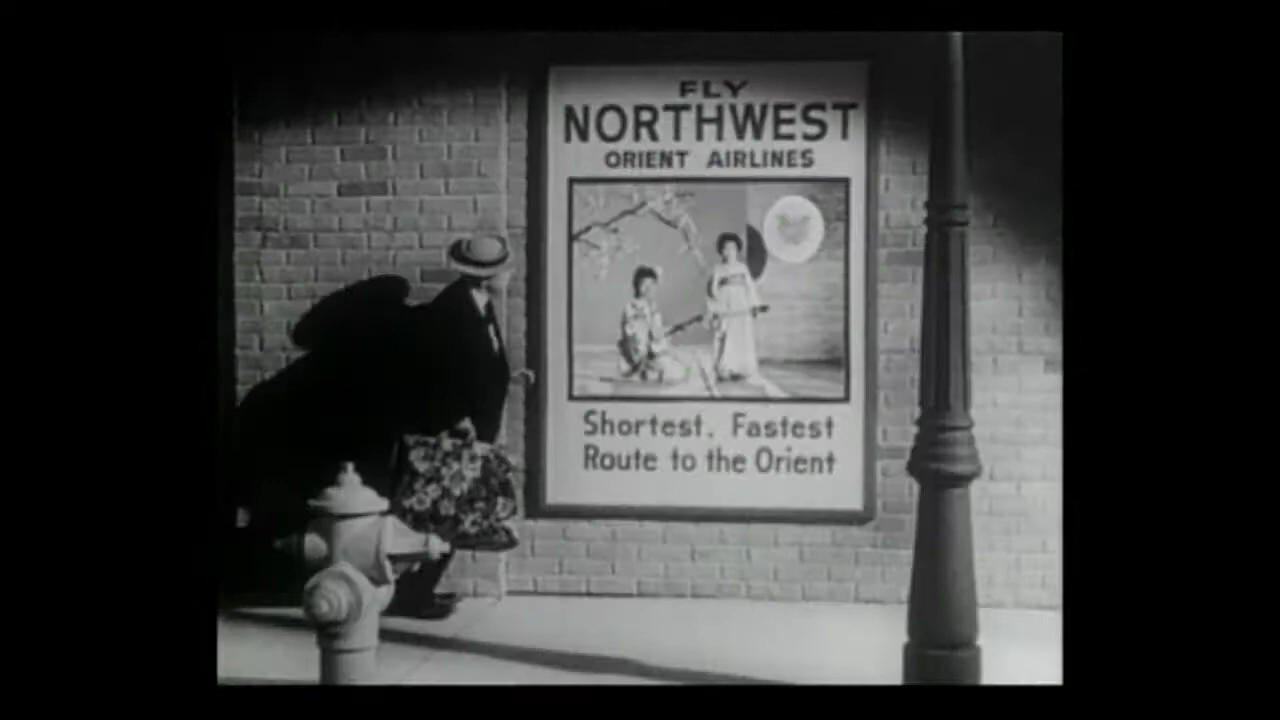 FLY
NORTHWEST
ORIENT AIRLINES
Shortest, Fastest
Route to the Orient